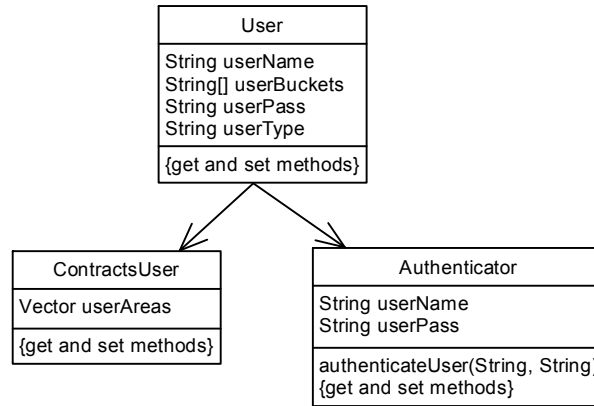 User
String userName
String[] userBuckets
String userPass
String userType
{get and set methods}
ContractsUser
Vector userAreas
{get and set methods}
Authenticator
String userName
String userPass
authenticateUser(String, String)
{get and set methods}